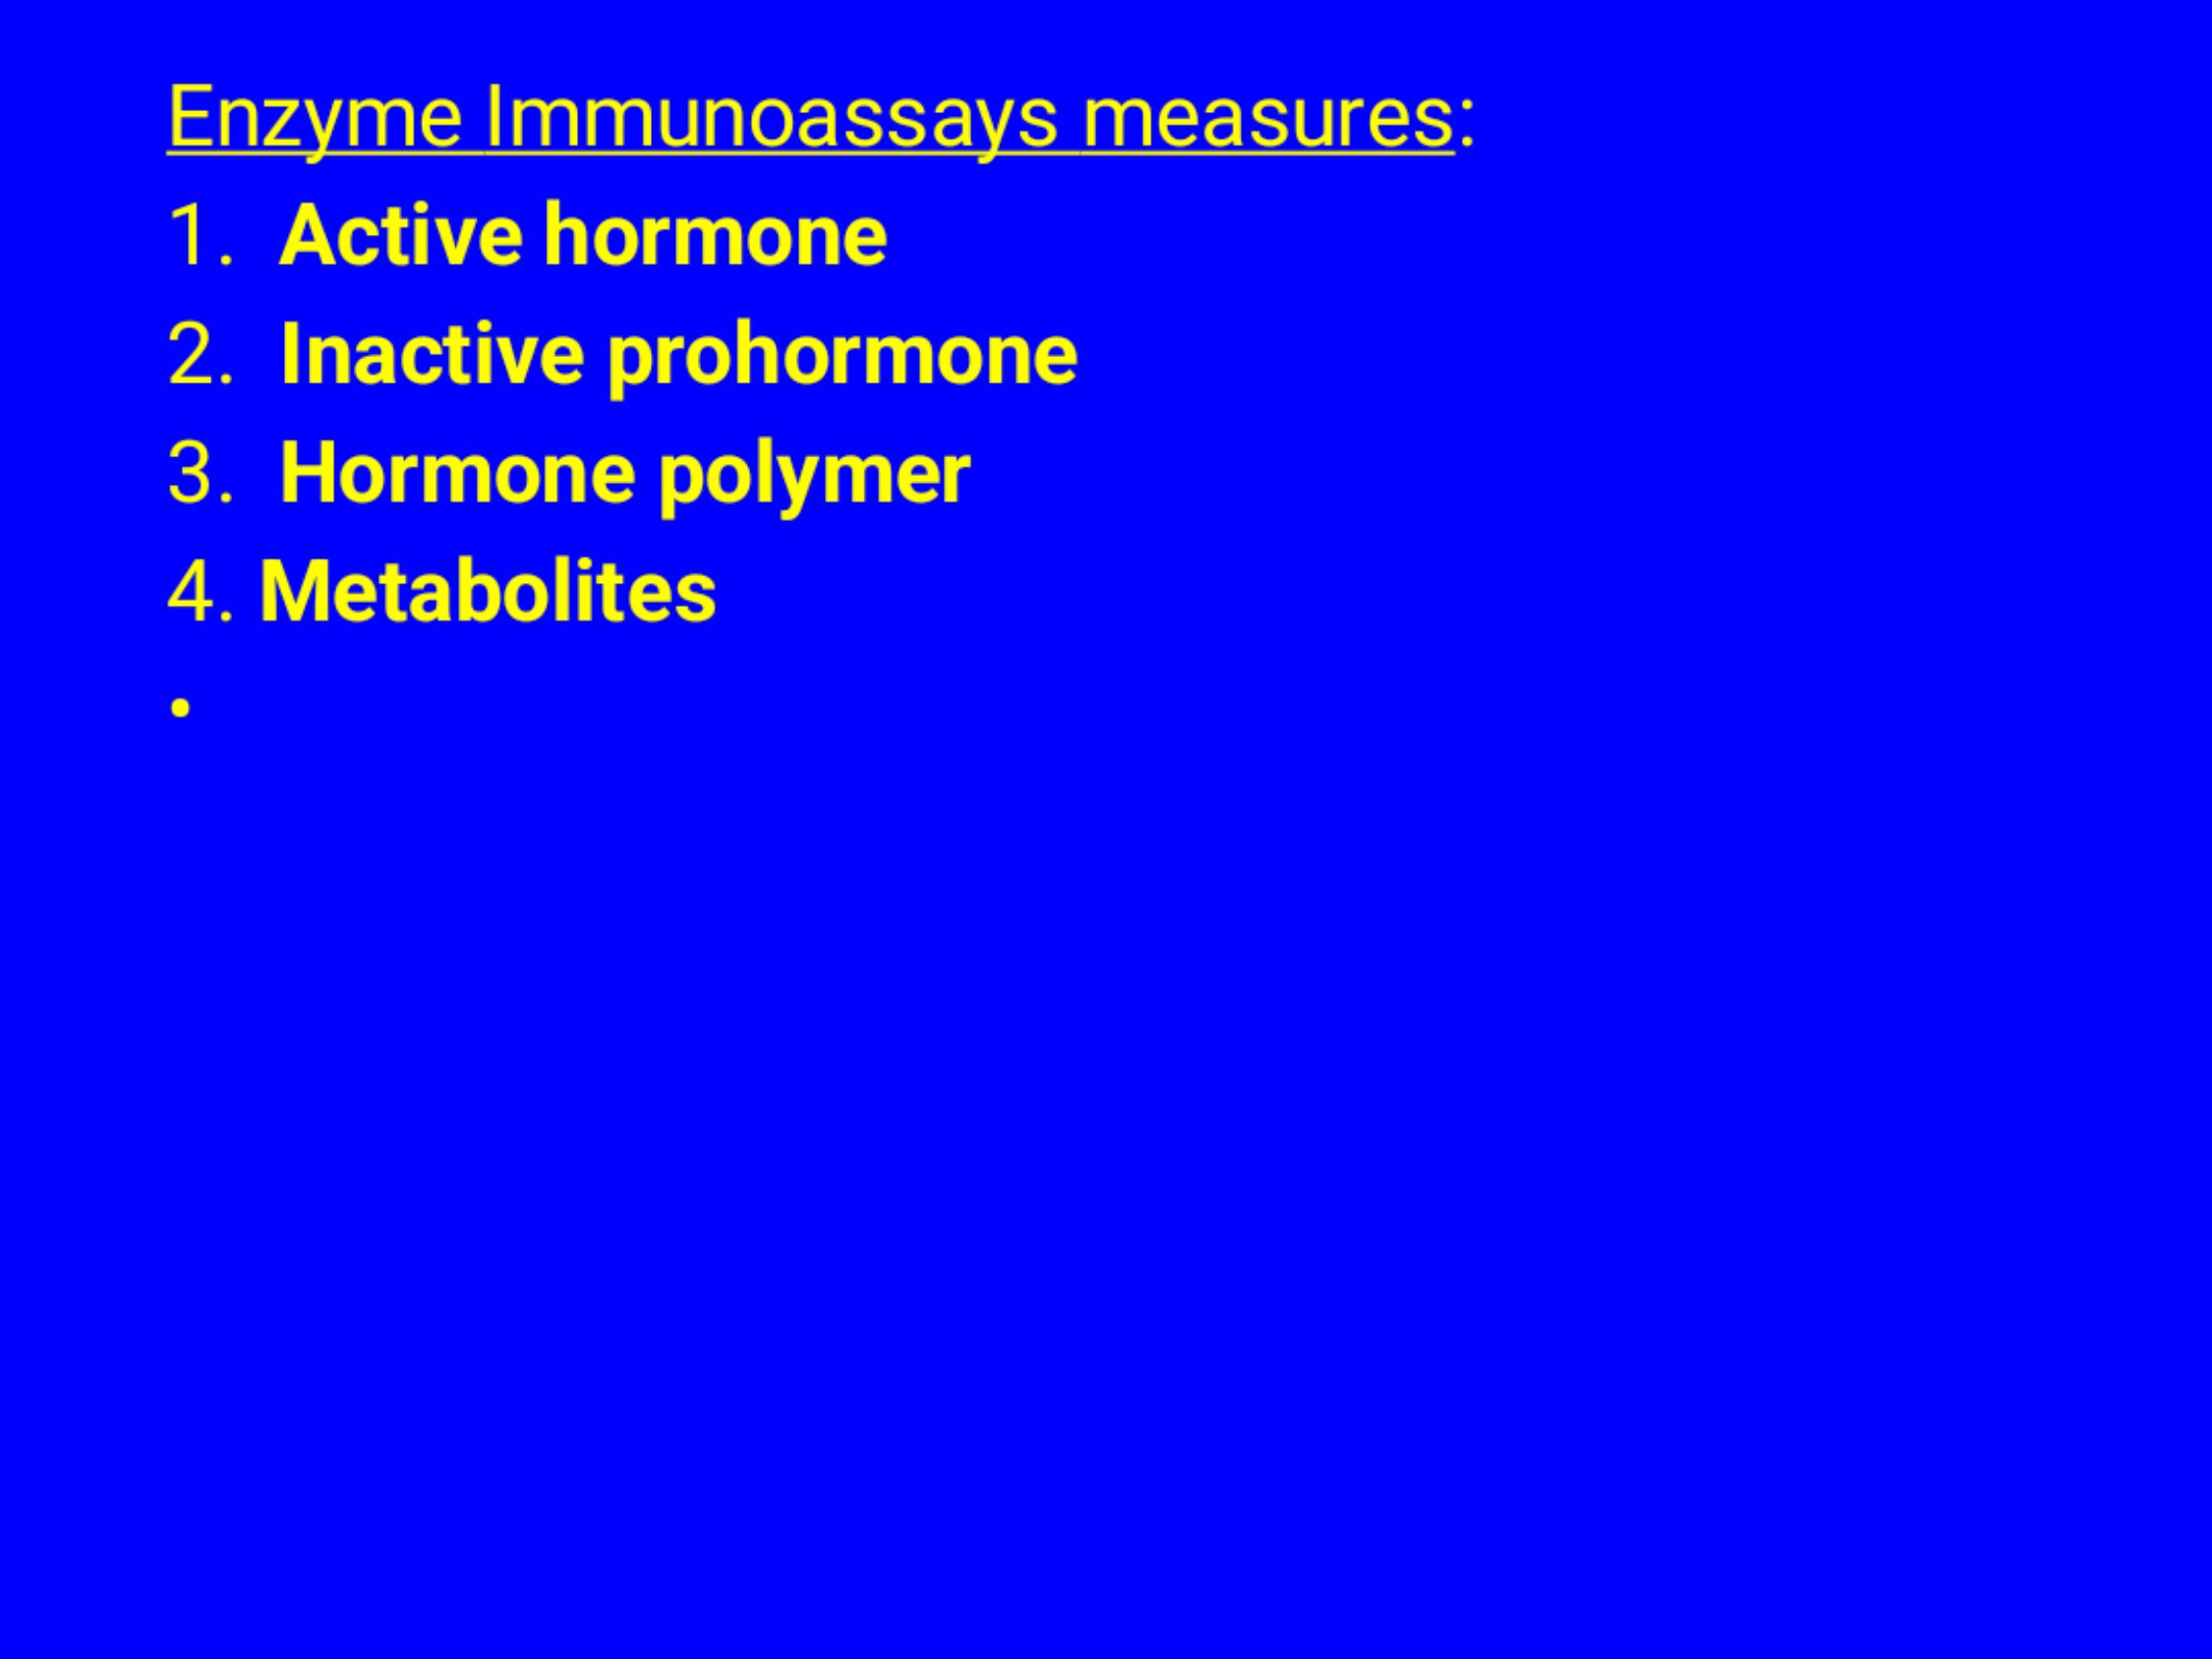 Enzyme Immunoassays measures:
1. Active hormone
2. Inactive prohormone
3. Hormone polymer
4. Metabolites
•